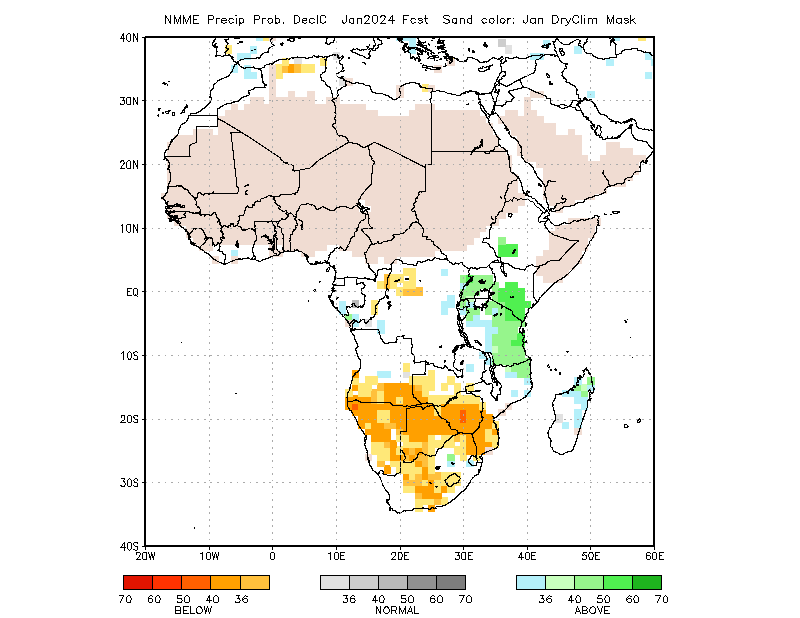 NMME Precip Prob. DecIC Jan2024 Fcst Sand color: Jan DryClim Mask
40N
30N
20N
10N
EQ
10S
20S
30S
40S
20W 10W 0 10E 20E 30E 40E 50E 60E
70 60 50 40 36 36 40 50 60 70 36 40 50 60 70
BELOW NORMAL ABOVE